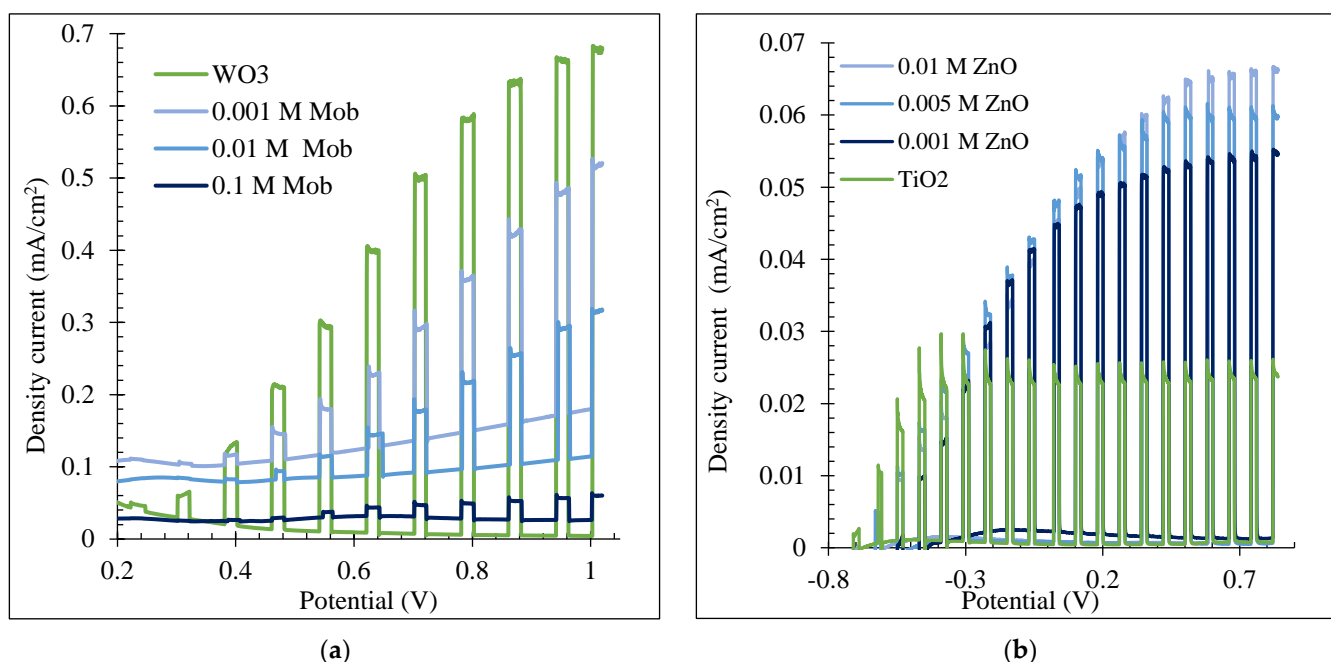 0.7
0.6
0.5
0.4
0.3
0.2
0.1
0
Density current (mA/cm²)
WO3
0.001 M Mob
0.01 M  Mob
0.1 M Mob
0.2
0.4
0.6
0.8
1
Potential (V)
(a)
0.07
0.06
0.05
0.04
0.03
0.02
0.01
0
Density current  (mA/cm²)
0.01 M ZnO
0.005 M ZnO
0.001 M ZnO
TiO2
-0.8
-0.3
0.2
0.7
Potential (V)
(b)